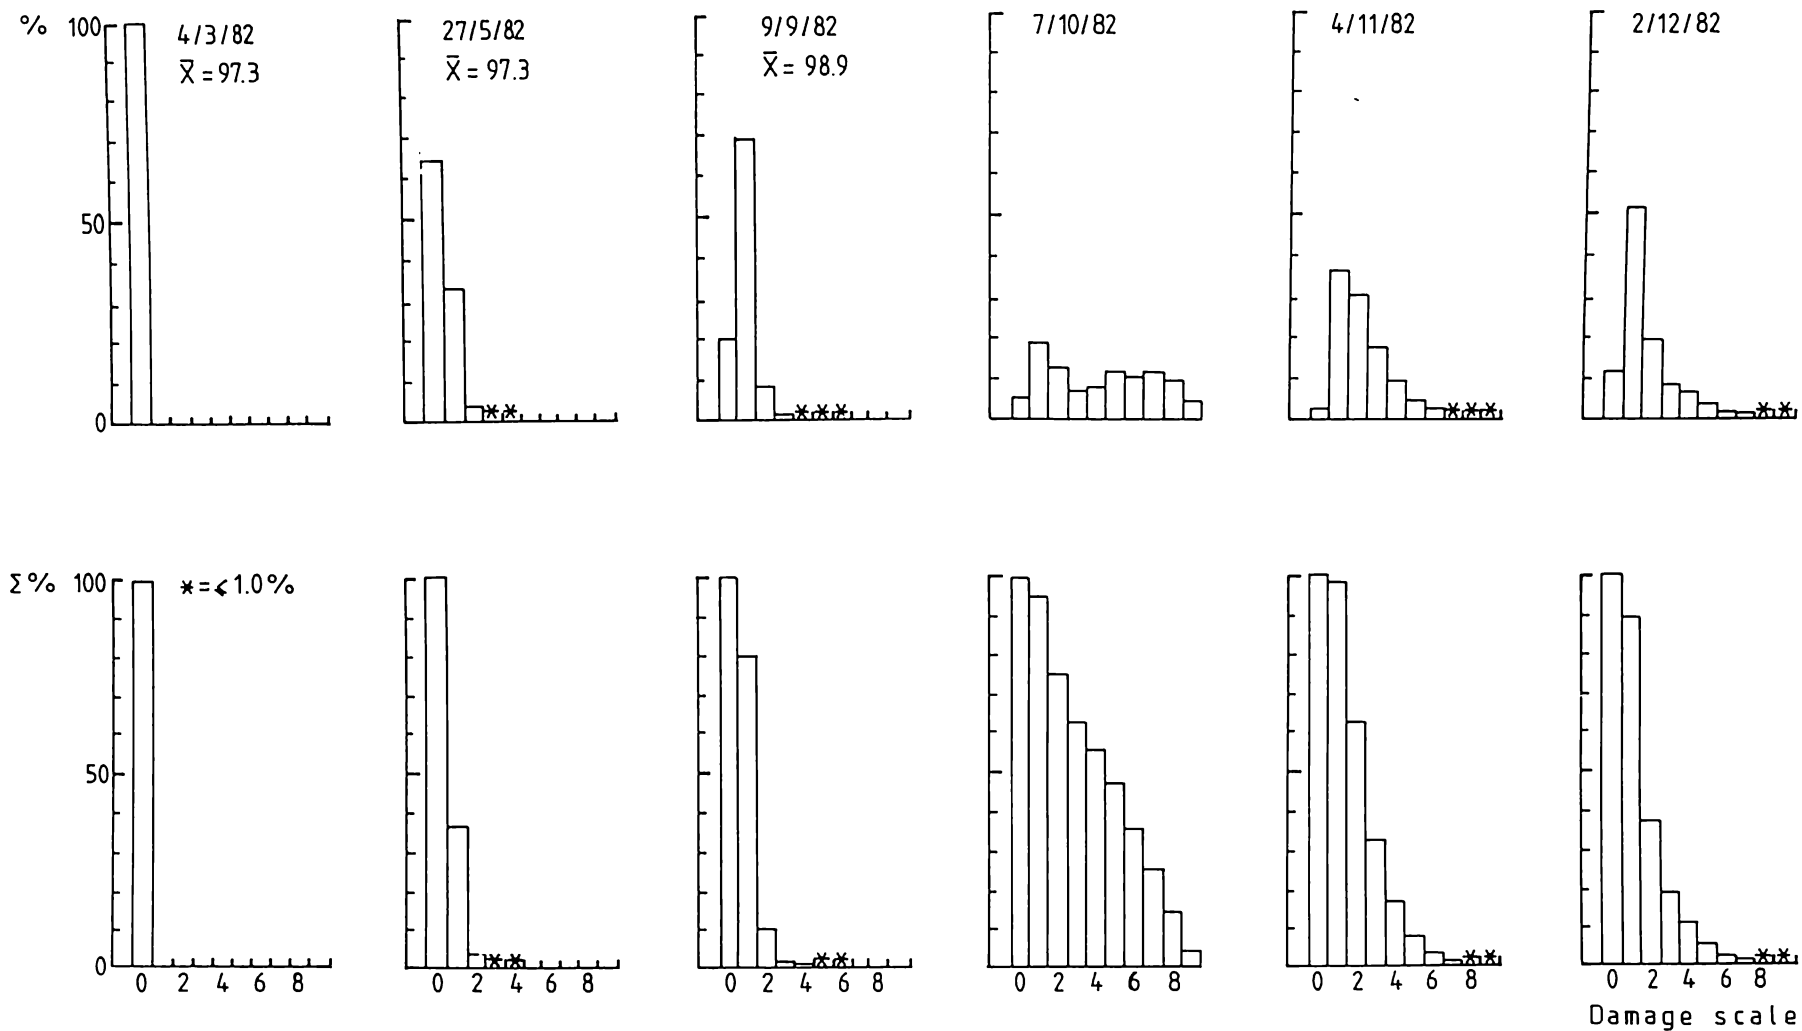 % 100 4/3/82 27/5/82 9/9/82 7/10/82 4/11/82 2/12/82
X̄ = 97.3 X̄ = 97.3 X̄ = 98.9
50
* * * * * * * * * *
0
Σ% 100 * = ⩽ 1.0%
50
* * * * * * * *
0
0 2 4 6 8 0 2 4 6 8 0 2 4 6 8 0 2 4 6 8 0 2 4 6 8 0 2 4 6 8
Damage scale